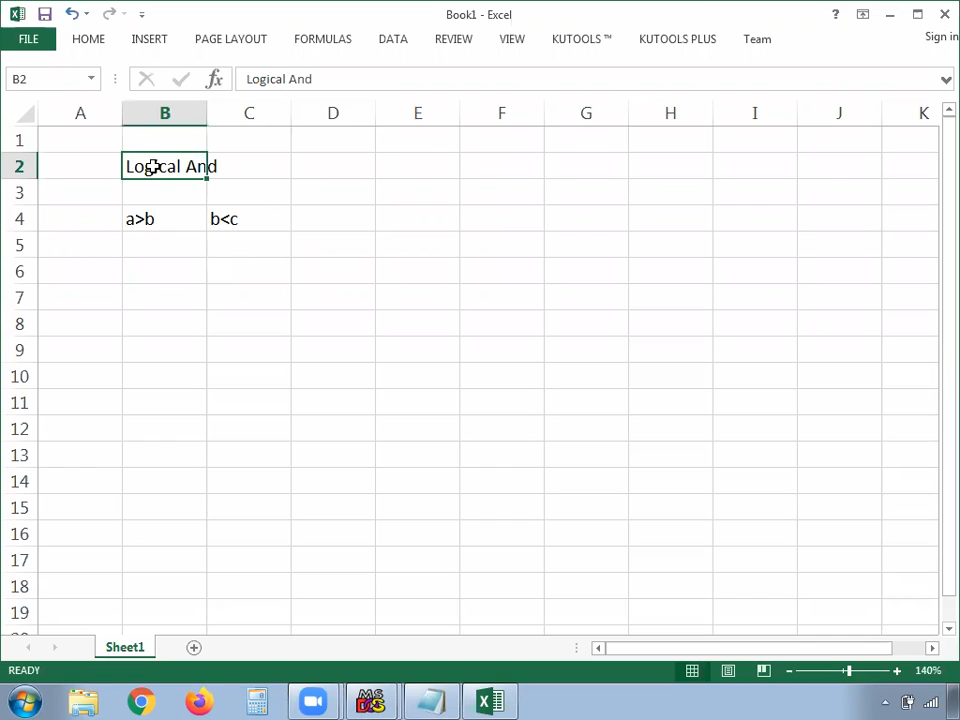 Book1 - Excel
?
FILE HOME INSERT PAGE LAYOUT FORMULAS DATA REVIEW VIEW KUTOOLS ™ KUTOOLS PLUS Team Sign in
B2 fx Logical And
A B C D E F G H I J K
1
2 Logical And
3
4 a>b b<c
5
6
7
8
9
10
11
12
13
14
15
16
17
18
19
Sheet1
READY 140%
MS